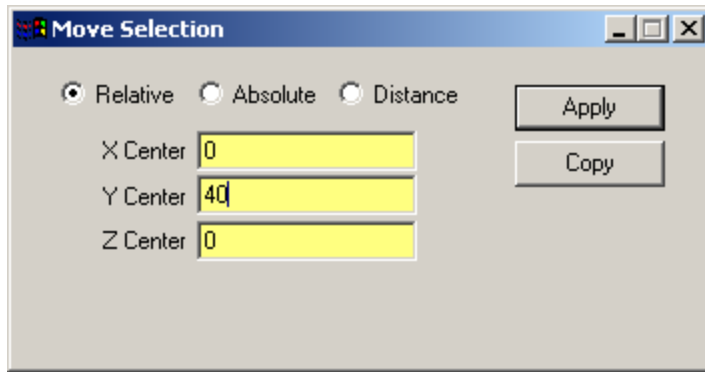 Move Selection
Relative Absolute Distance
Apply
X Center 0
Copy
Y Center 40
Z Center 0